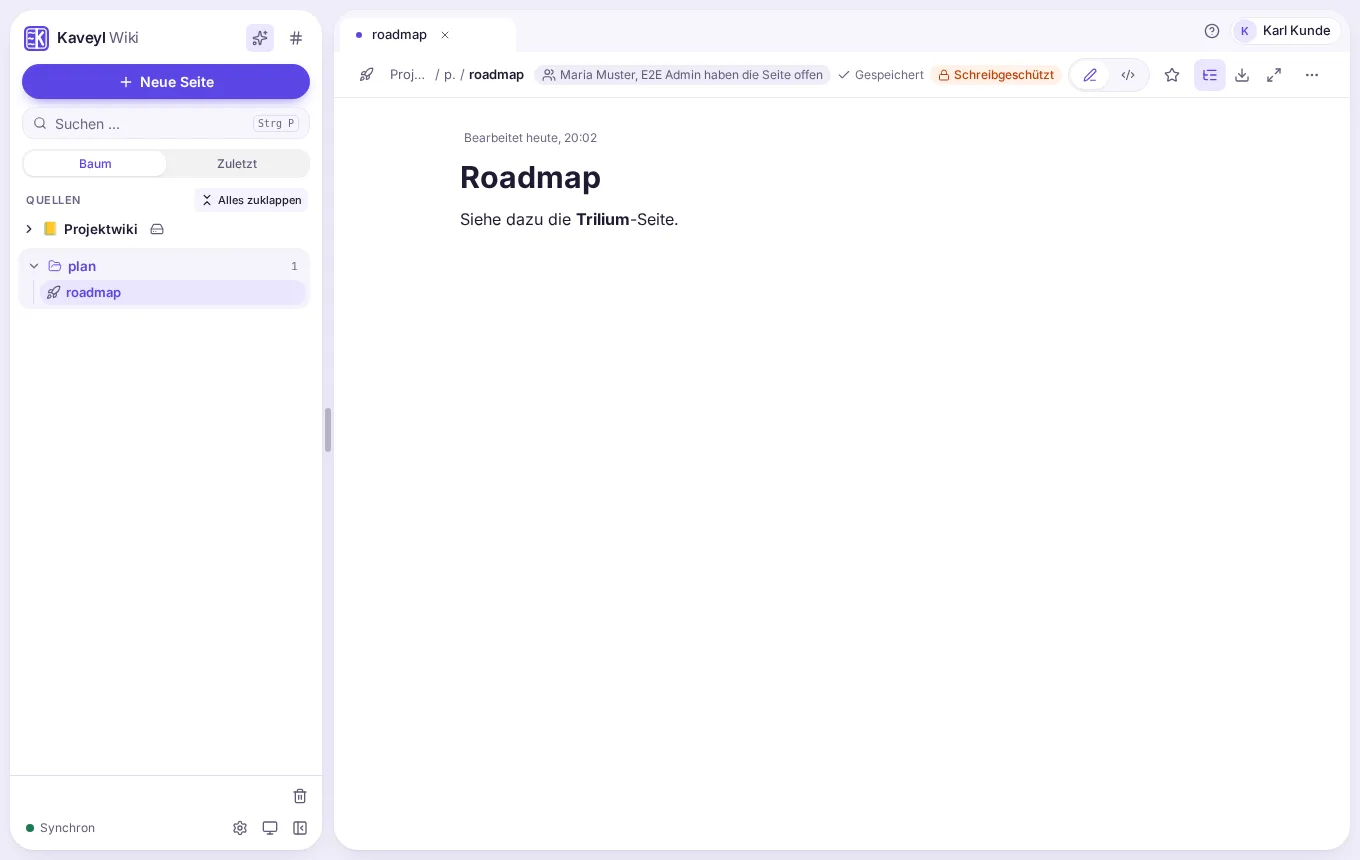 Kaveyl Wiki
Neue Seite
Suchen ...
Strg P
Baum
Zuletzt
QUELLEN
Alles zuklappen
Projektwiki
plan
1
roadmap
Synchron
roadmap
K
Karl Kunde
Proj... / p. / roadmap
Maria Muster, E2E Admin haben die Seite offen
Gespeichert
Schreibgeschützt
Bearbeitet heute, 20:02
Roadmap
Siehe dazu die Trilium-Seite.